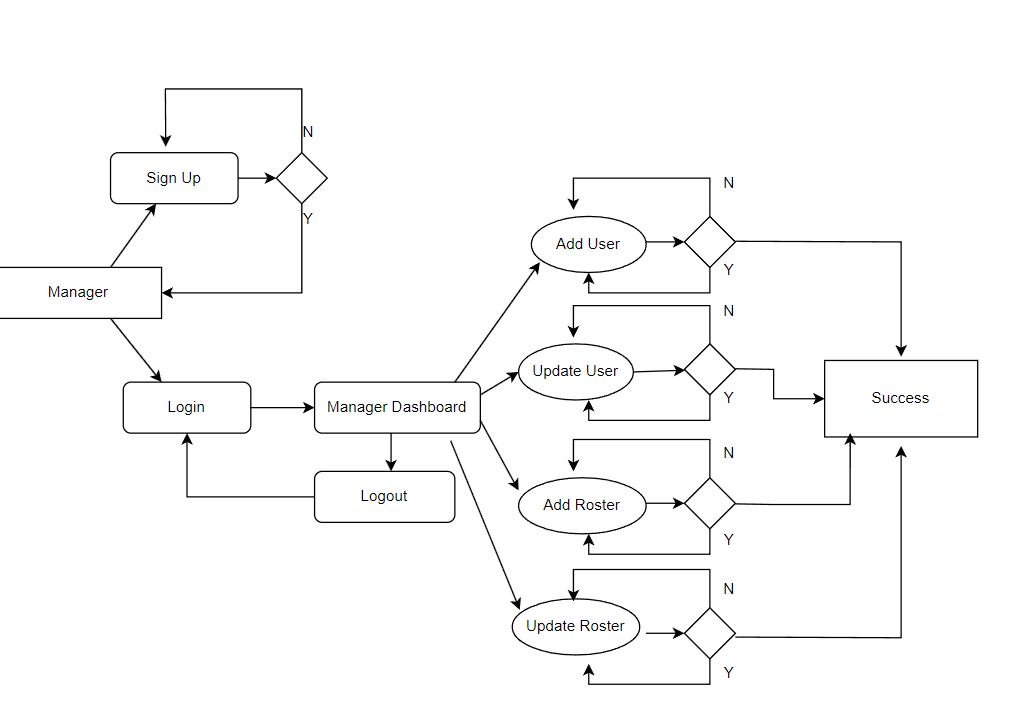 N
Sign Up
Y
Manager
Login
Manager Dashboard
Logout
N
Add User
Y
N
Update User
Y
Success
N
Add Roster
Y
N
Update Roster
Y